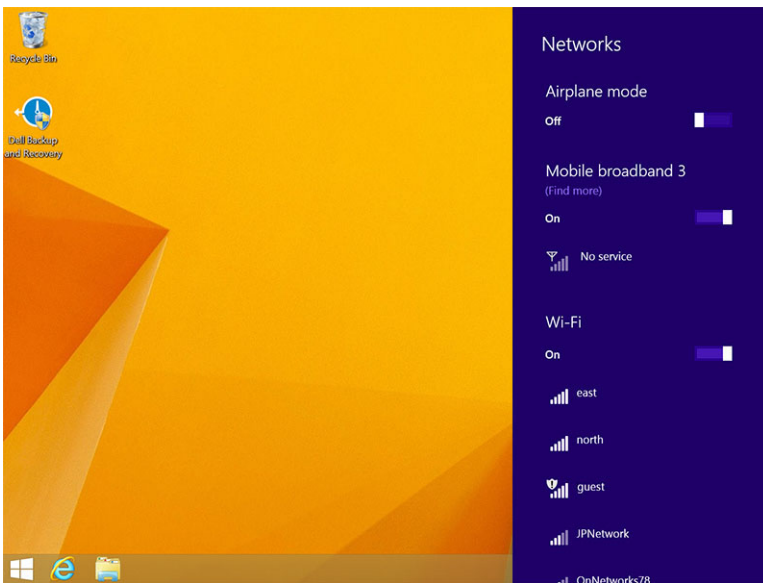 Recycle Bin
Dell Backup
and Recovery
Networks
Airplane mode
Off
Mobile broadband 3
(Find more)
On
No service
Wi-Fi
On
east
north
guest
JPNetwork
OnNetworks78